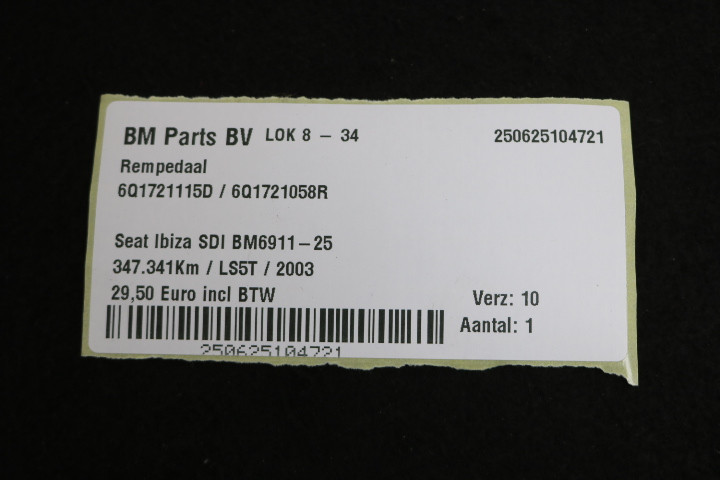 BM Parts BV LOK 8 - 34 250625104721
Rempedaal
6Q1721115D / 6Q1721058R
Seat Ibiza SDI BM6911-25
347.341Km / LS5T / 2003
29,50 Euro incl BTW Verz: 10
Aantal: 1
250625104721